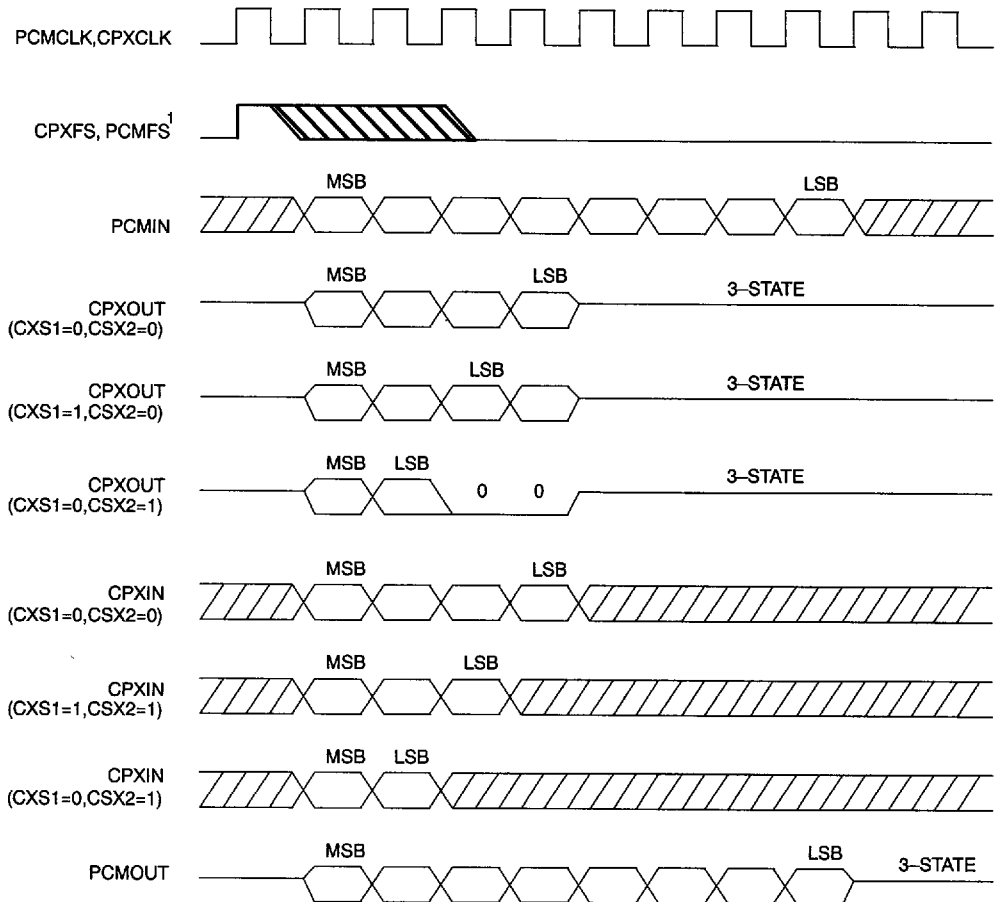 PCMCLK,CPXCLK
CPXFS, PCMFS1
MSB LSB
PCMIN
MSB LSB 3–STATE
CPXOUT
(CXS1=0,CSX2=0)
MSB LSB 3–STATE
CPXOUT
(CXS1=1,CSX2=0)
MSB LSB 3–STATE
CPXOUT 0 0
(CXS1=0,CSX2=1)
MSB LSB
CPXIN
(CXS1=0,CSX2=0)
MSB LSB
CPXIN
(CXS1=1,CSX2=1)
MSB LSB
CPXIN
(CXS1=0,CSX2=1)
MSB LSB 3–STATE
PCMOUT